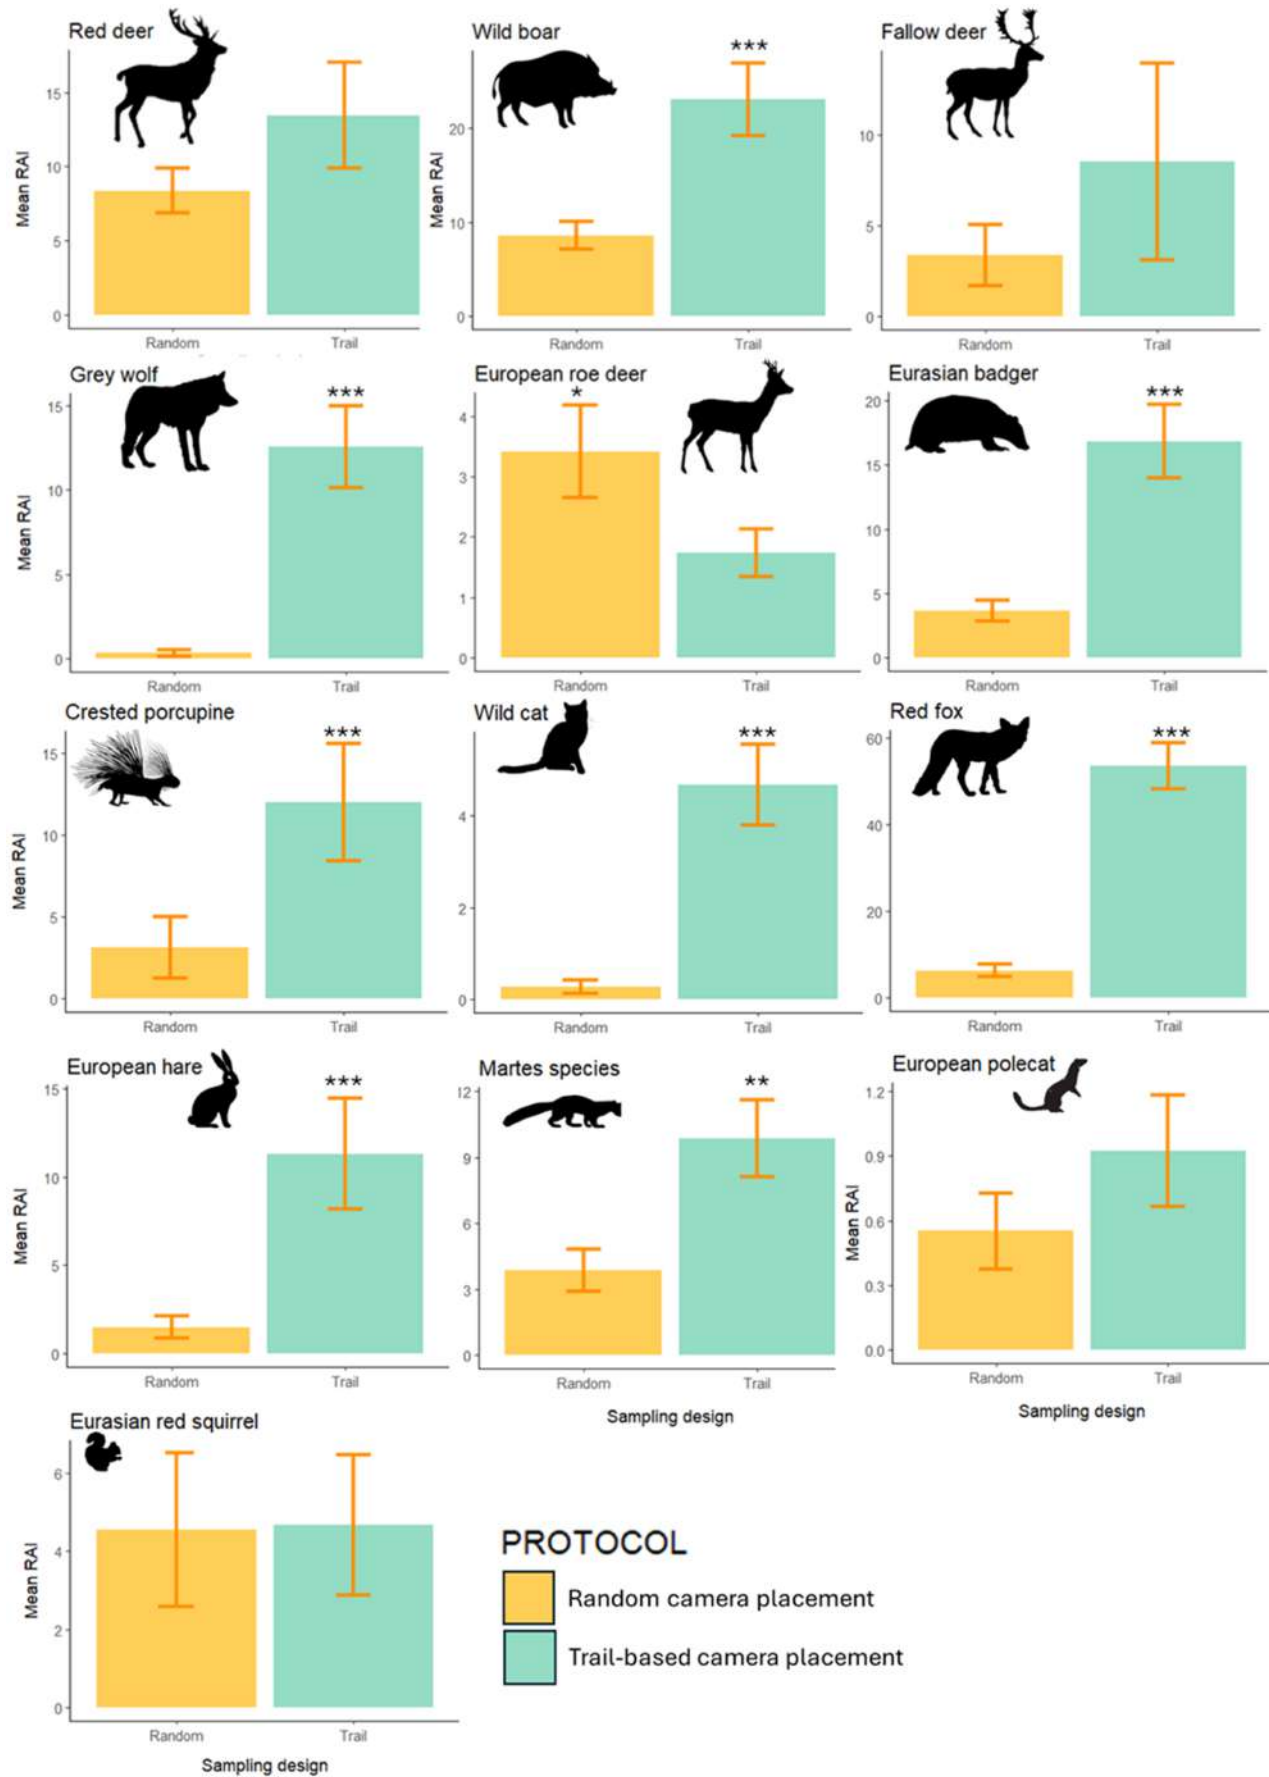 Red deer
Mean RAI
15
10
5
0
Random
Trail
Wild boar
***
Mean RAI
20
10
0
Random
Trail
Fallow deer
10
5
0
Random
Trail
Grey wolf
***
Mean RAI
15
10
5
0
Random
Trail
European roe deer
*
4
3
2
1
0
Random
Trail
Eurasian badger
***
20
15
10
5
0
Random
Trail
Crested porcupine
***
Mean RAI
15
10
5
0
Random
Trail
Wild cat
***
4
2
0
Random
Trail
Red fox
***
60
40
20
0
Random
Trail
European hare
***
Mean RAI
15
10
5
0
Random
Trail
Martes species
**
12
9
6
3
0
Random
Trail
Sampling design
European polecat
Mean RAI
1.2
0.9
0.6
0.3
0.0
Random
Trail
Sampling design
Eurasian red squirrel
Mean RAI
6
4
2
0
Random
Trail
Sampling design
PROTOCOL
Random camera placement
Trail-based camera placement